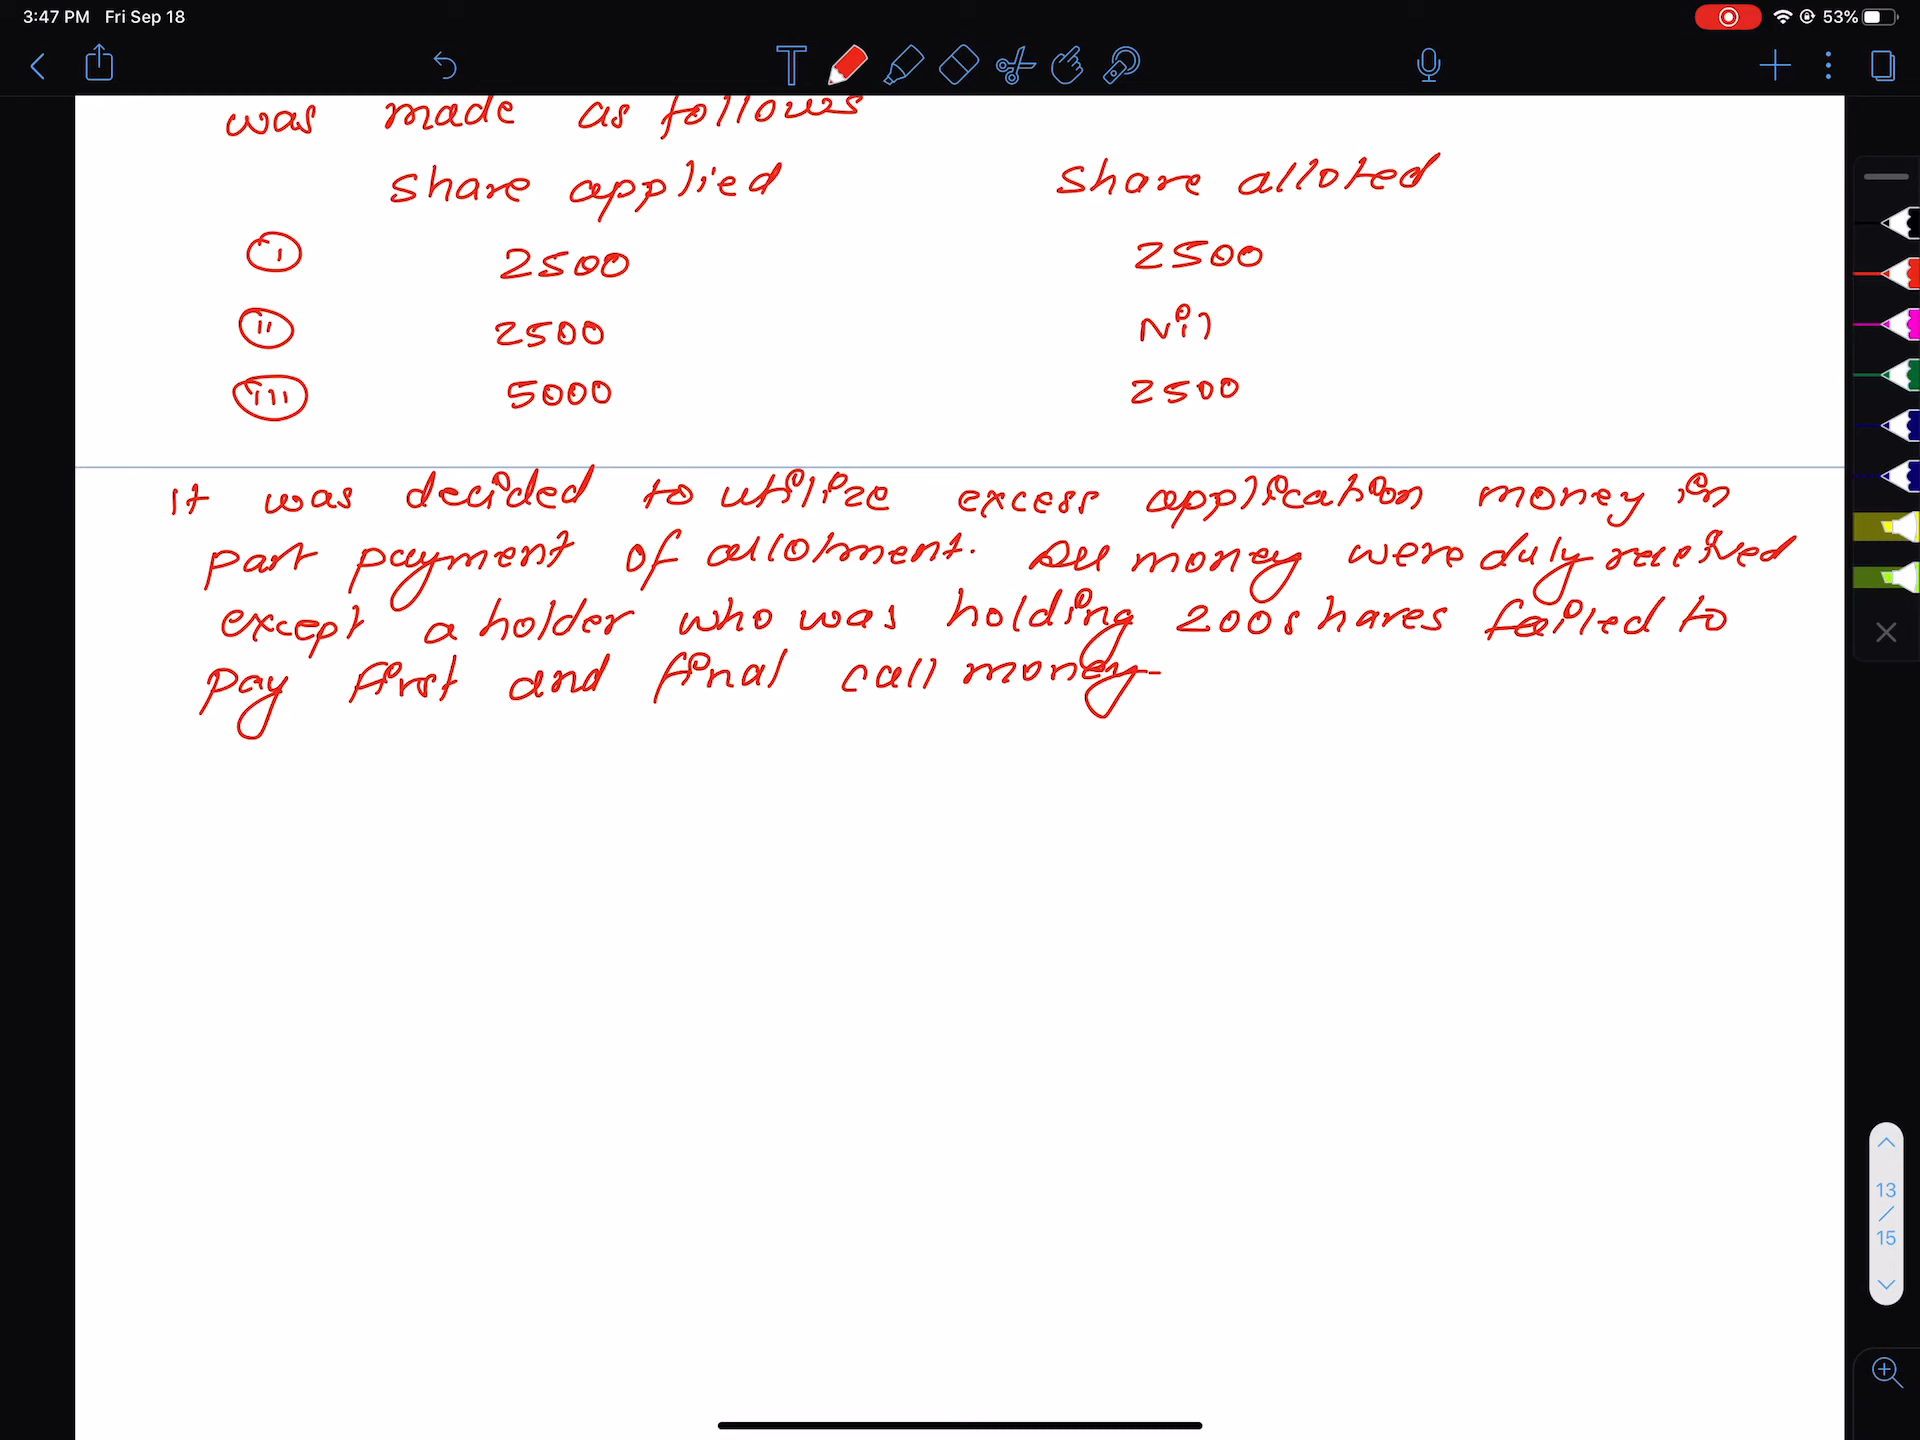 3:47 PM Fri Sep 18 53%
was made as follows
share applied share alloted
i 2500 2500
ii 2500 Nil
iii 5000 2500
it was decided to utilize excess application money in
part payment of allotment. All money were duly received
except a holder who was holding 200 shares failed to
pay first and final call money
13
/
15